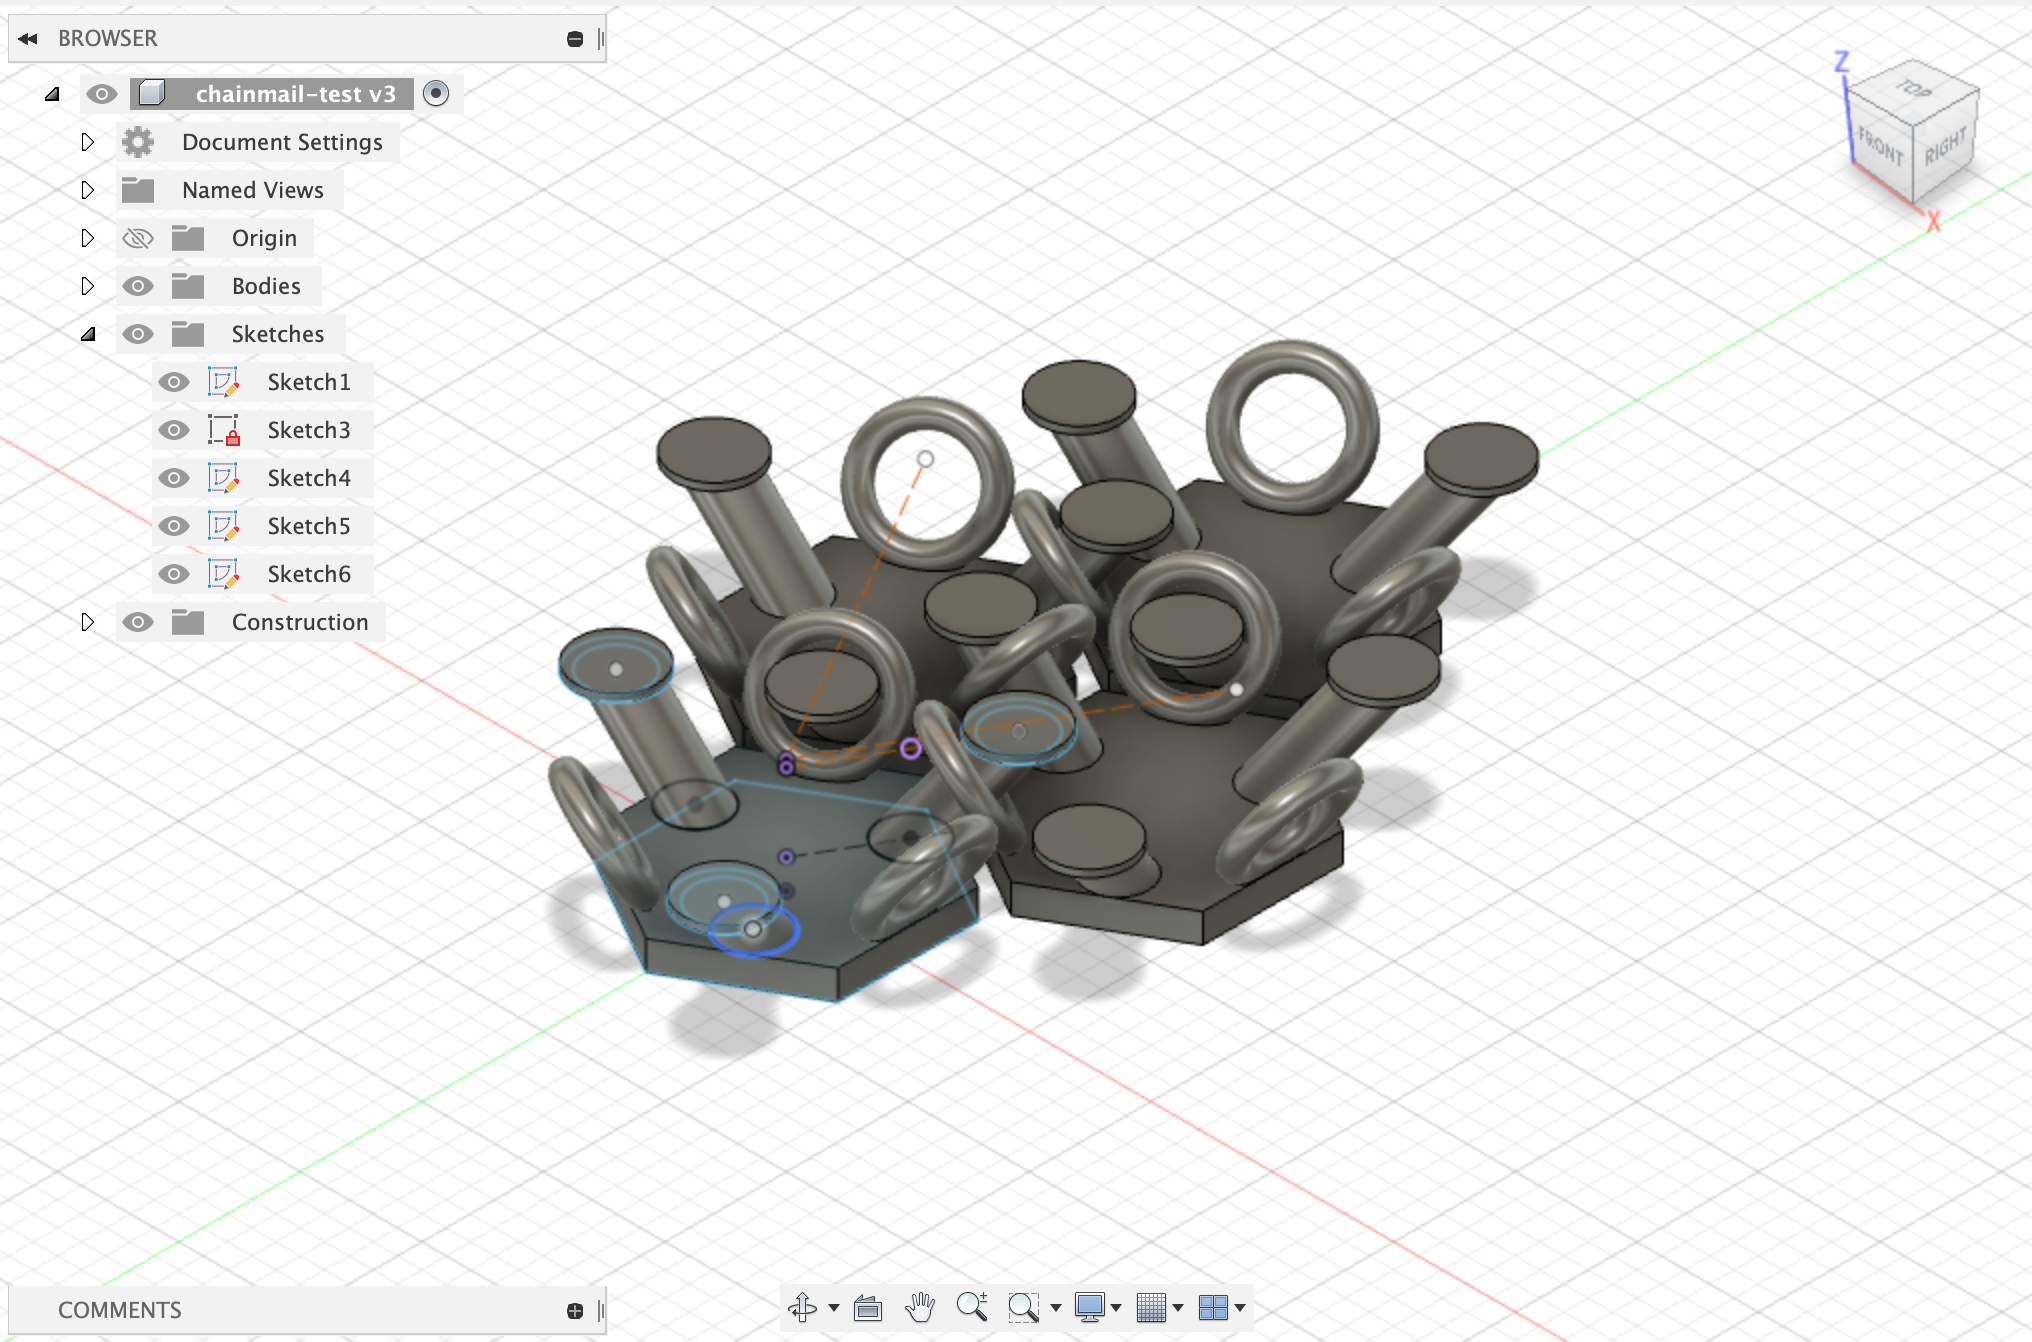 BROWSER
chainmail-test v3
Document Settings
Named Views
Origin
Bodies
Sketches
Sketch1
Sketch3
Sketch4
Sketch5
Sketch6
Construction
Z
TOP
FRONT
RIGHT
X
COMMENTS